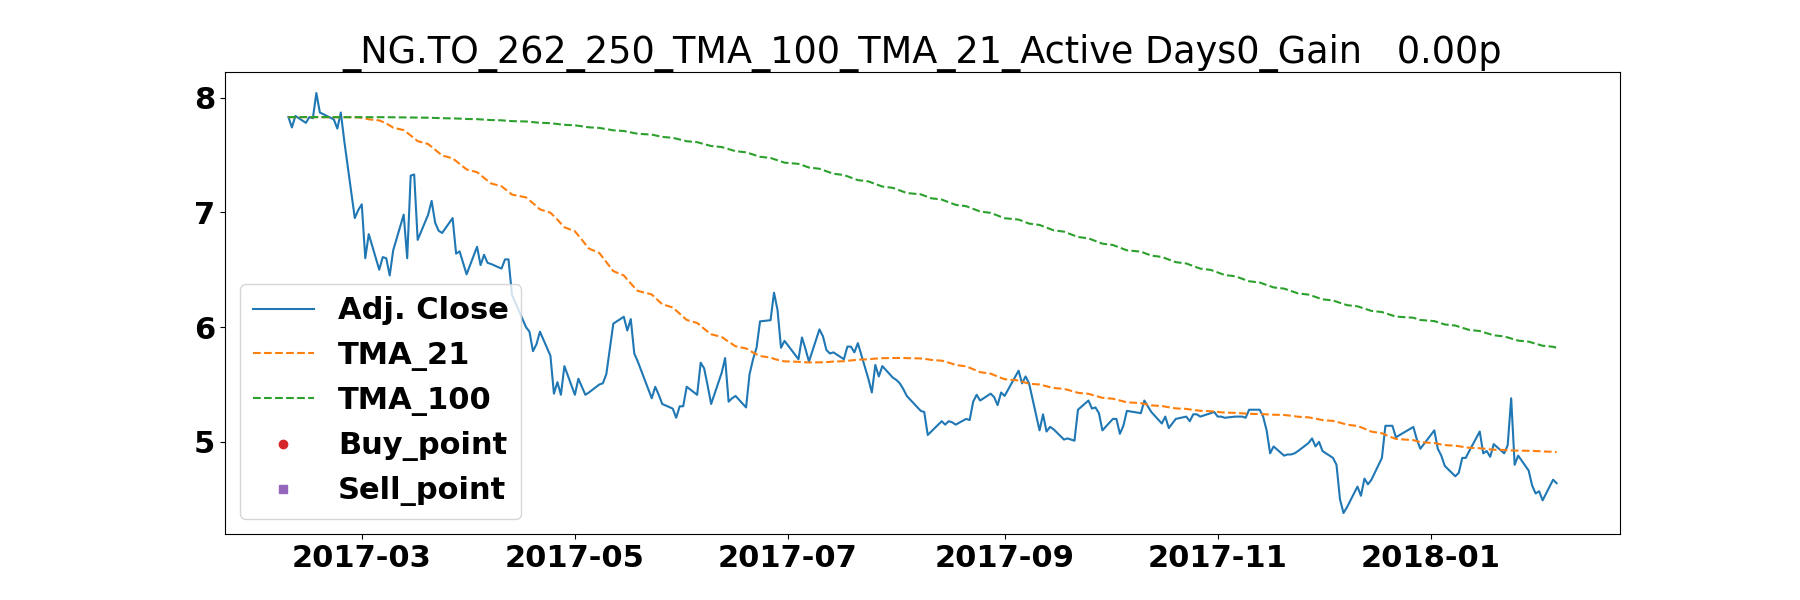 _NG.TO_262_250_TMA_100_TMA_21_Active Days0_Gain   0.00p
8
7
6
5
Adj. Close
TMA_21
TMA_100
Buy_point
Sell_point
2017-03 2017-05 2017-07 2017-09 2017-11 2018-01